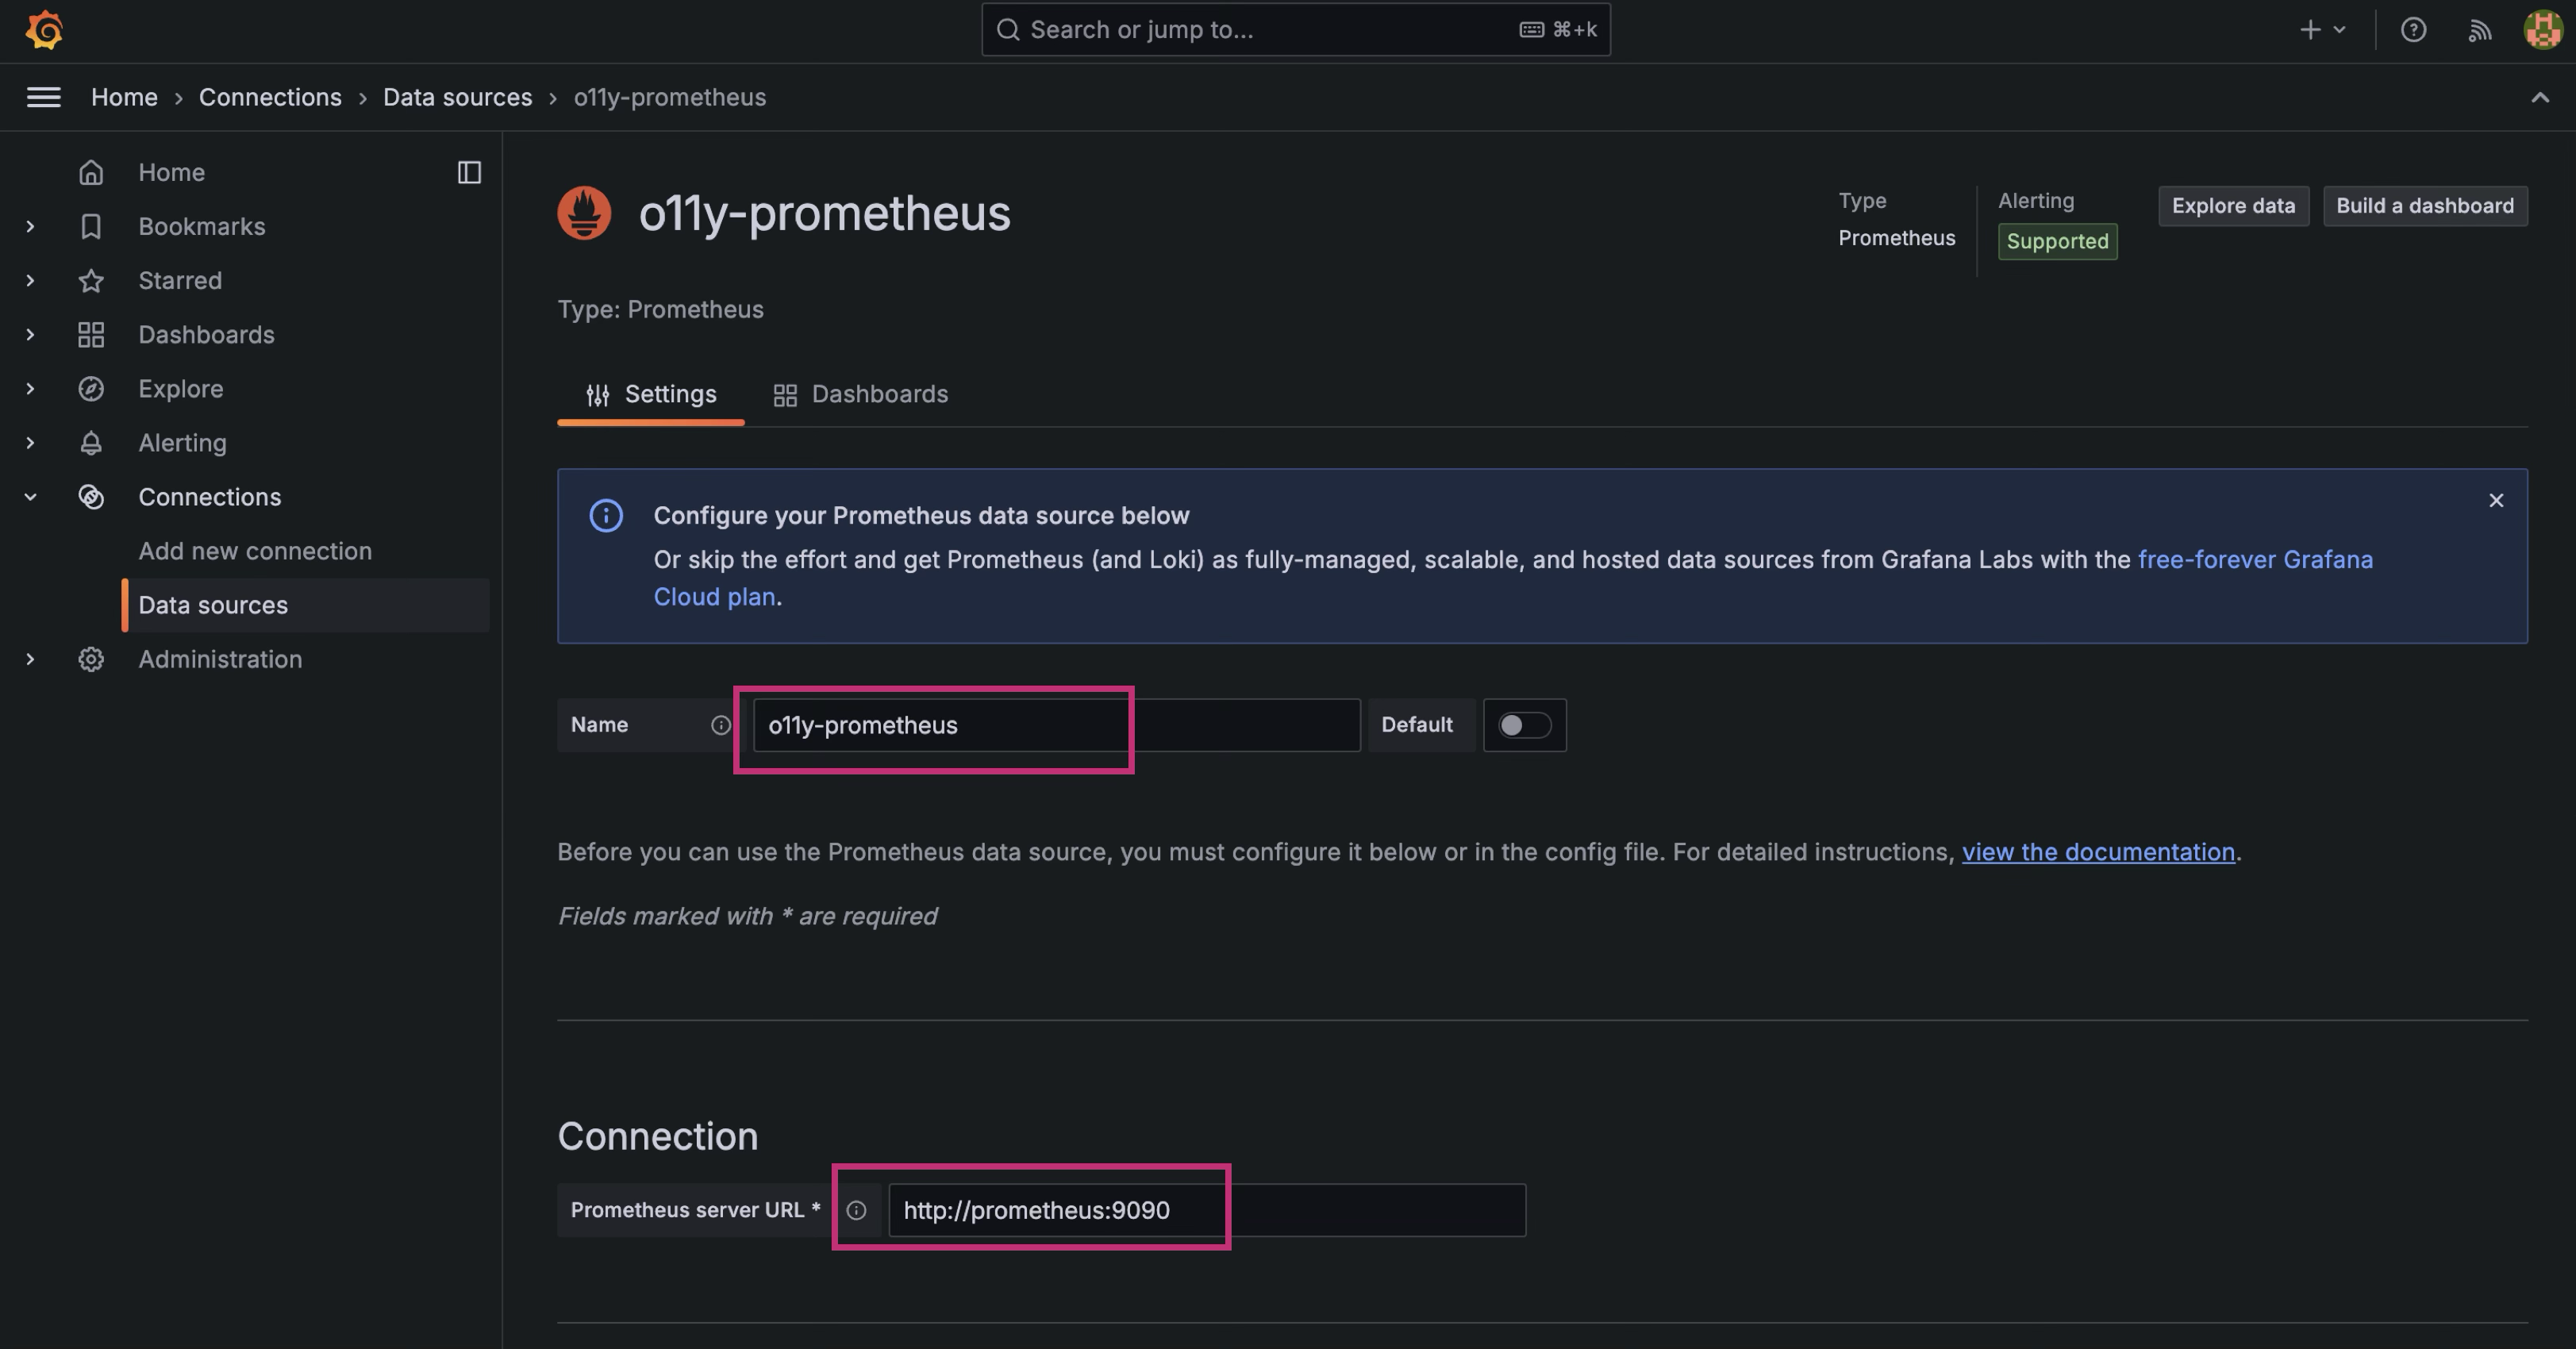 Search or jump to...
⌘+k
Home › Connections › Data sources › o11y-prometheus
Home
Bookmarks
Starred
Dashboards
Explore
Alerting
Connections
Add new connection
Data sources
Administration
o11y-prometheus
Type
Prometheus
Alerting
Supported
Explore data
Build a dashboard
Type: Prometheus
Settings
Dashboards
Configure your Prometheus data source below
Or skip the effort and get Prometheus (and Loki) as fully-managed, scalable, and hosted data sources from Grafana Labs with the free-forever Grafana
Cloud plan.
Name
o11y-prometheus
Default
Before you can use the Prometheus data source, you must configure it below or in the config file. For detailed instructions, view the documentation.
Fields marked with * are required
Connection
Prometheus server URL *
http://prometheus:9090